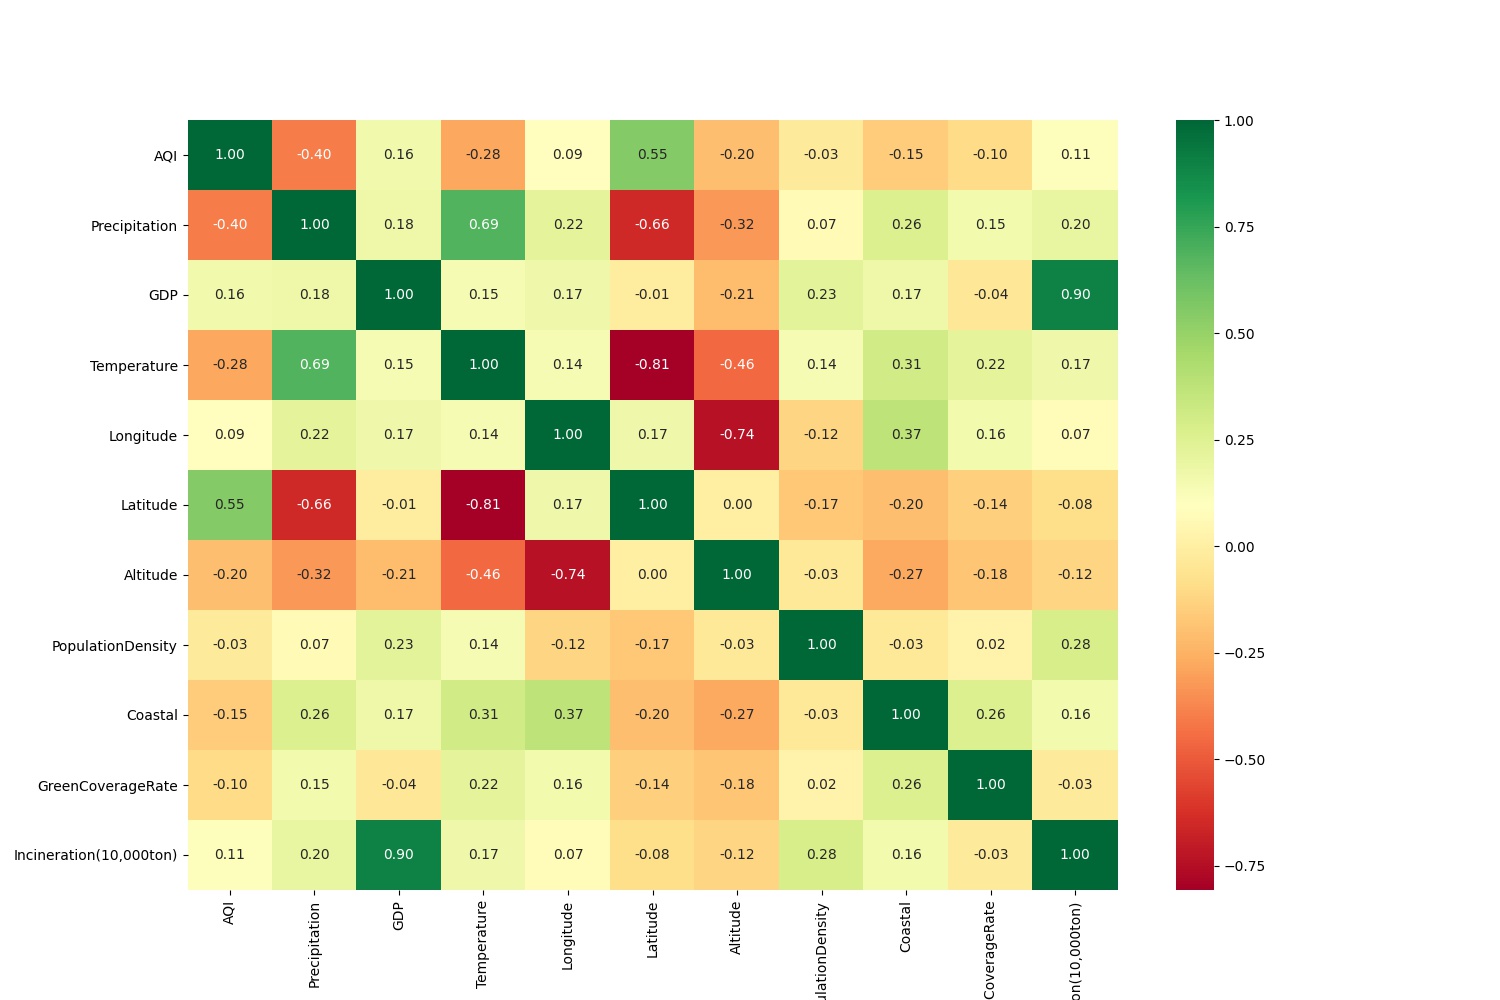 AQI 1.00 -0.40 0.16 -0.28 0.09 0.55 -0.20 -0.03 -0.15 -0.10 0.11
Precipitation -0.40 1.00 0.18 0.69 0.22 -0.66 -0.32 0.07 0.26 0.15 0.20
GDP 0.16 0.18 1.00 0.15 0.17 -0.01 -0.21 0.23 0.17 -0.04 0.90
Temperature -0.28 0.69 0.15 1.00 0.14 -0.81 -0.46 0.14 0.31 0.22 0.17
Longitude 0.09 0.22 0.17 0.14 1.00 0.17 -0.74 -0.12 0.37 0.16 0.07
Latitude 0.55 -0.66 -0.01 -0.81 0.17 1.00 0.00 -0.17 -0.20 -0.14 -0.08
Altitude -0.20 -0.32 -0.21 -0.46 -0.74 0.00 1.00 -0.03 -0.27 -0.18 -0.12
PopulationDensity -0.03 0.07 0.23 0.14 -0.12 -0.17 -0.03 1.00 -0.03 0.02 0.28
Coastal -0.15 0.26 0.17 0.31 0.37 -0.20 -0.27 -0.03 1.00 0.26 0.16
GreenCoverageRate -0.10 0.15 -0.04 0.22 0.16 -0.14 -0.18 0.02 0.26 1.00 -0.03
Incineration(10,000ton) 0.11 0.20 0.90 0.17 0.07 -0.08 -0.12 0.28 0.16 -0.03 1.00
AQI
Precipitation
GDP
Temperature
Longitude
Latitude
Altitude
ulationDensity
Coastal
CoverageRate
on(10,000ton)
1.00
0.75
0.50
0.25
0.00
−0.25
−0.50
−0.75